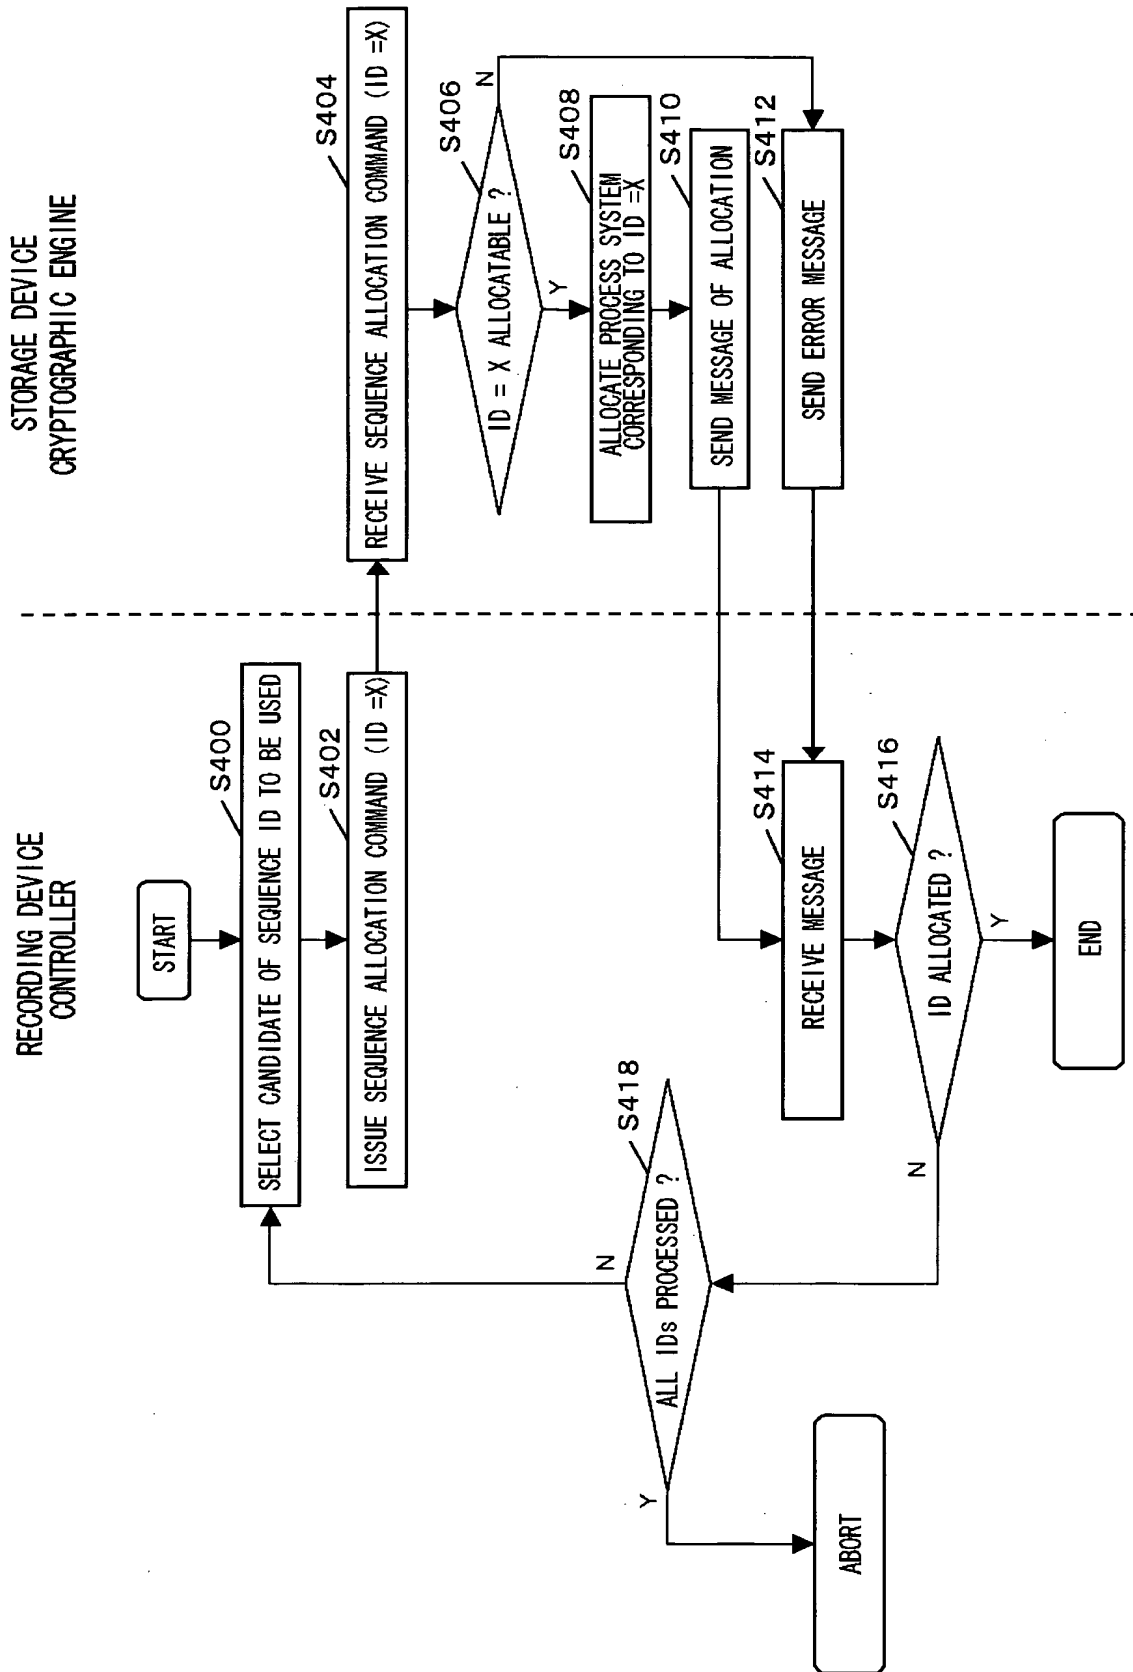 RECORDING DEVICE
CONTROLLER
STORAGE DEVICE
CRYPTOGRAPHIC ENGINE
START
S400
SELECT CANDIDATE OF SEQUENCE ID TO BE USED
S402
ISSUE SEQUENCE ALLOCATION COMMAND (ID =X)
S404
RECEIVE SEQUENCE ALLOCATION COMMAND (ID =X)
S406
ID = X ALLOCATABLE ?
N
Y
S408
ALLOCATE PROCESS SYSTEM
CORRESPONDING TO ID =X
S410
SEND MESSAGE OF ALLOCATION
S412
SEND ERROR MESSAGE
S414
RECEIVE MESSAGE
S416
ID ALLOCATED ?
N
Y
END
S418
ALL IDs PROCESSED ?
N
Y
ABORT